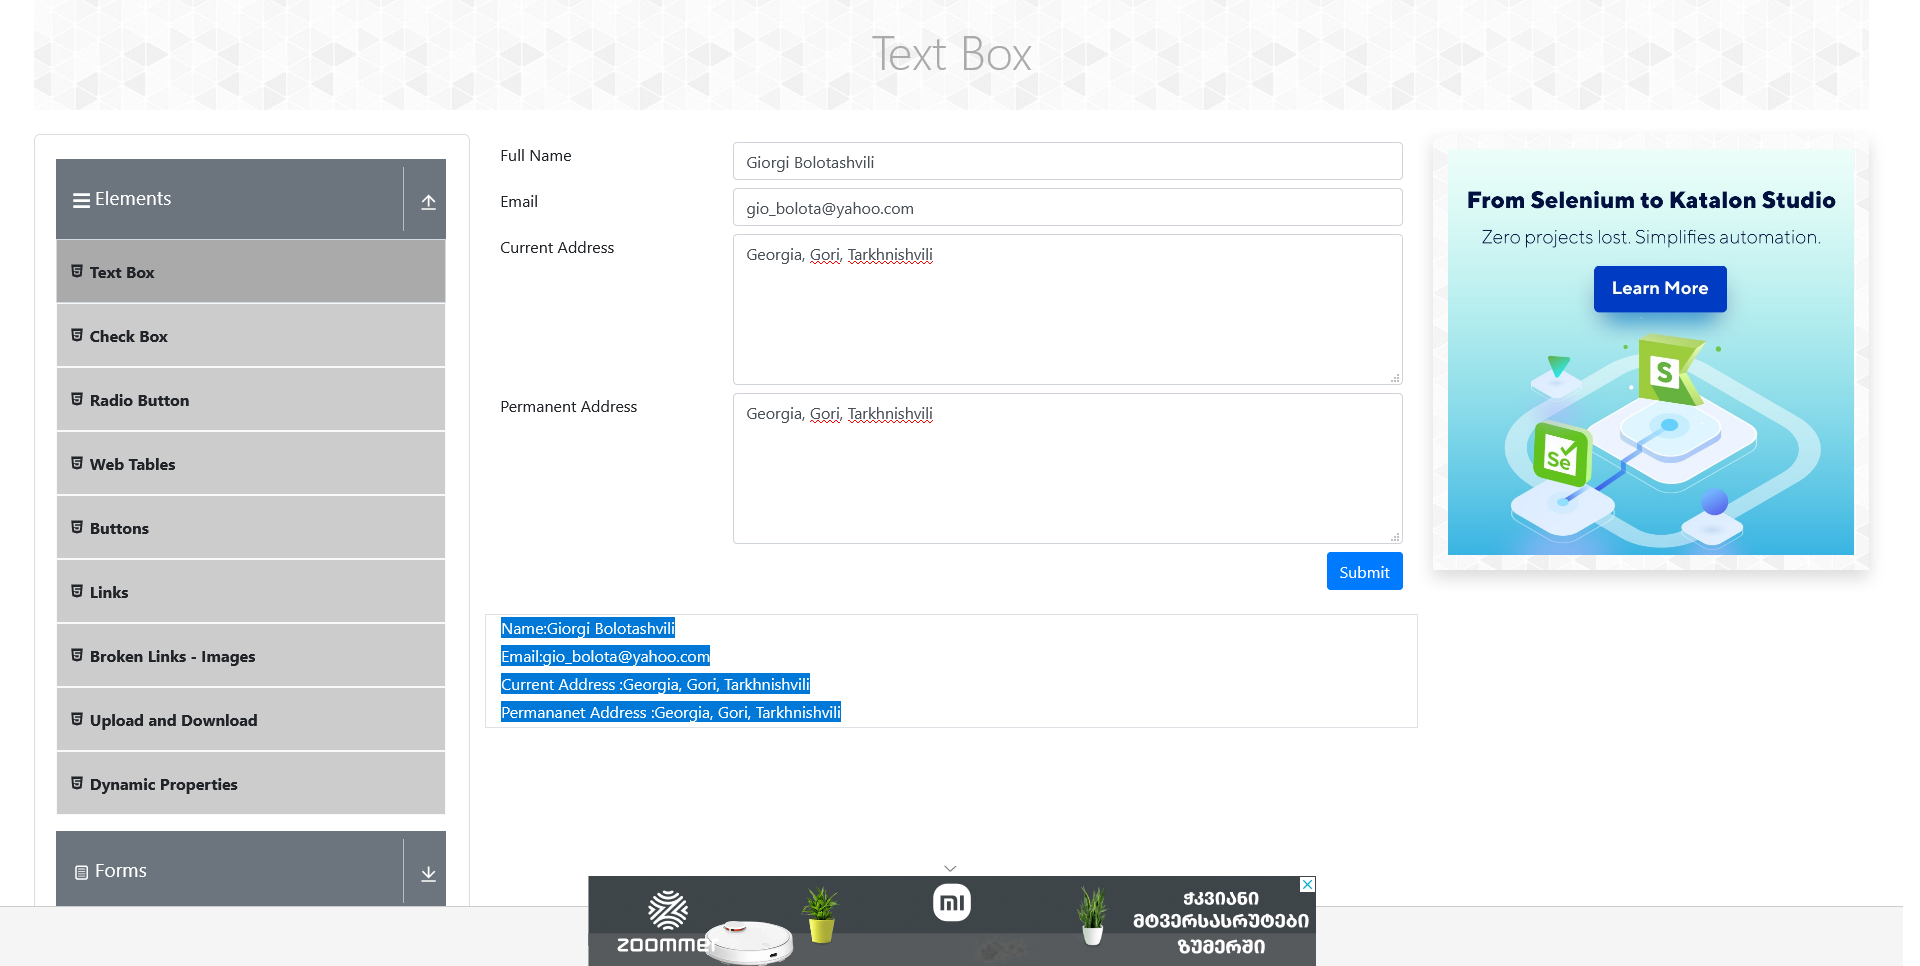 Text Box
Elements
Text Box
Check Box
Radio Button
Web Tables
Buttons
Links
Broken Links - Images
Upload and Download
Dynamic Properties
Forms
Full Name
Giorgi Bolotashvili
Email
gio_bolota@yahoo.com
Current Address
Georgia, Gori, Tarkhnishvili
Permanent Address
Georgia, Gori, Tarkhnishvili
Submit
Name:Giorgi Bolotashvili
Email:gio_bolota@yahoo.com
Current Address :Georgia, Gori, Tarkhnishvili
Permananet Address :Georgia, Gori, Tarkhnishvili
From Selenium to Katalon Studio
Zero projects lost. Simplifies automation.
Learn More
S
Se
ZOOMMER
mi
ჭკვიანი
მტვერსასრუტები
ზუმერში